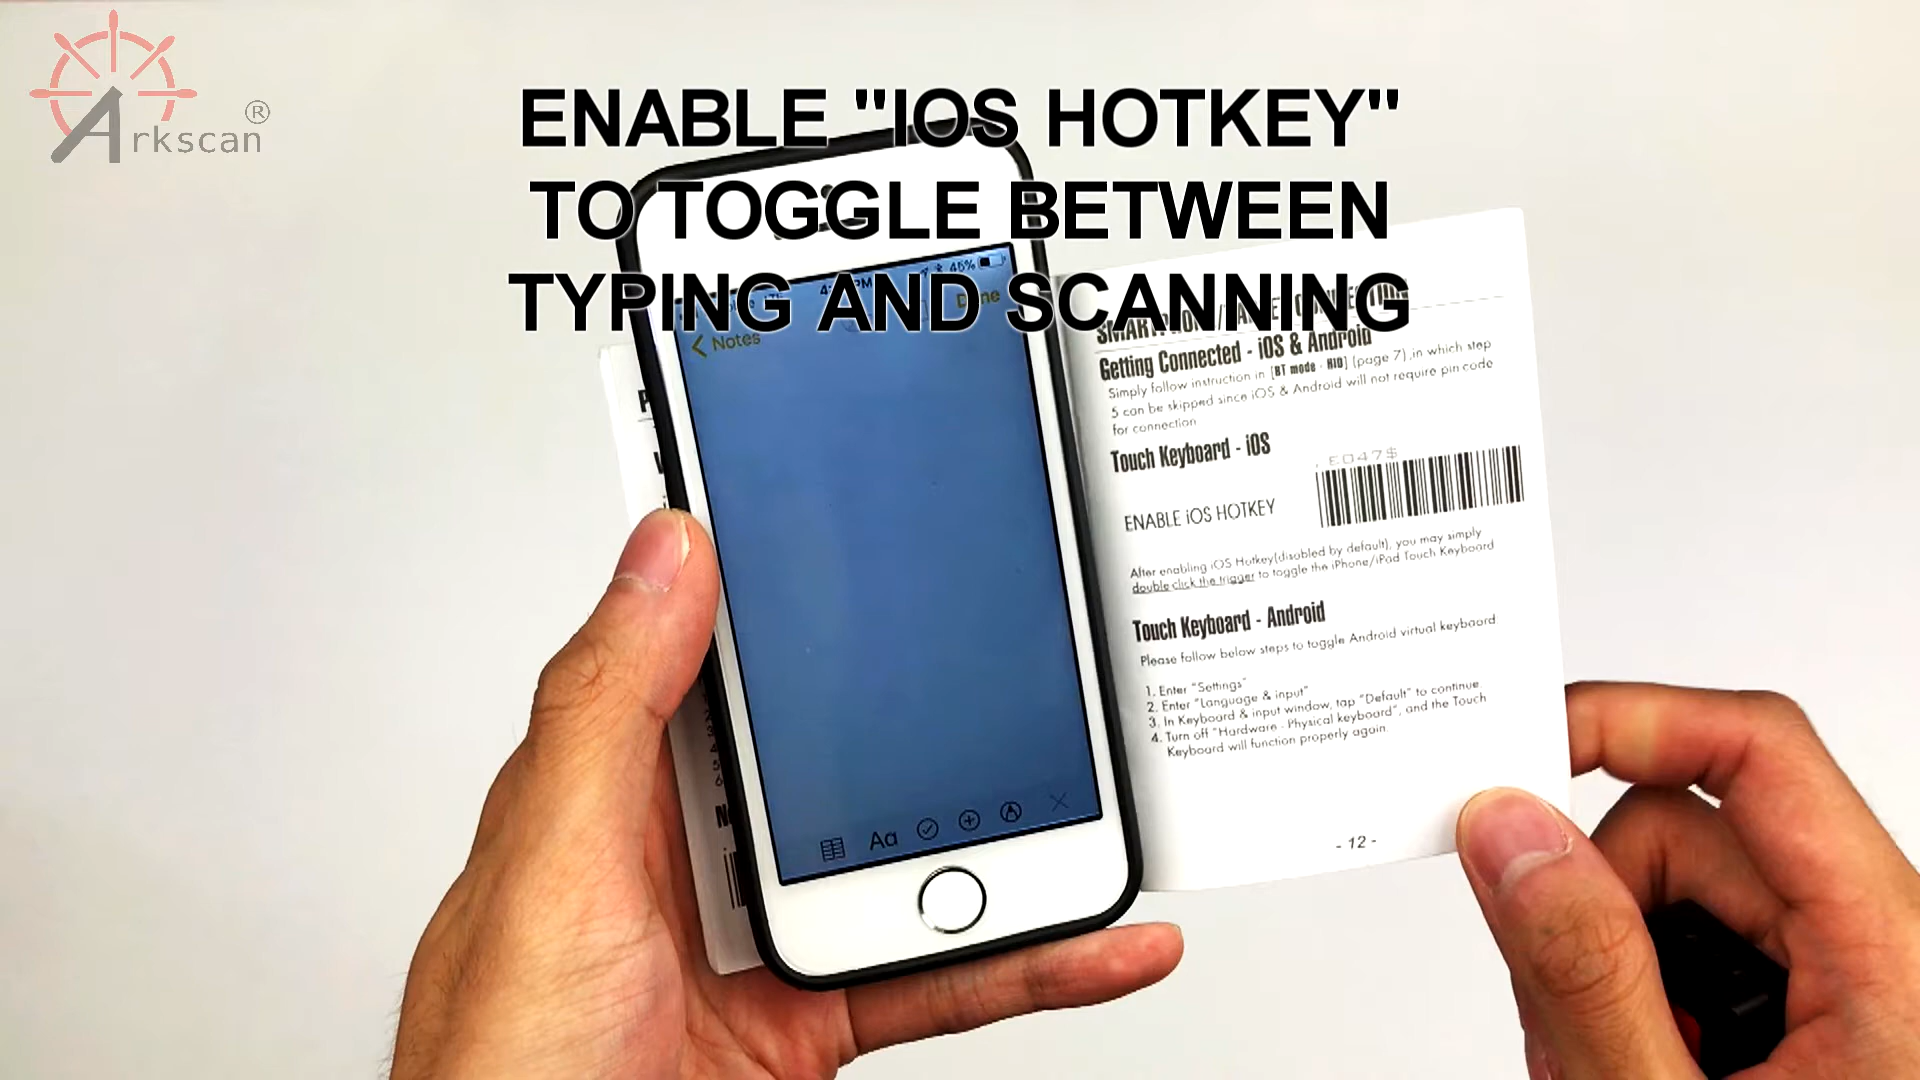 Arkscan ®
ENABLE "IOS HOTKEY"
TO TOGGLE BETWEEN
TYPING AND SCANNING
45%
Done
Notes
Aa
Getting Connected - iOS & Android
Simply follow instruction in [BT mode - HID] (page 7), in which step
5 can be skipped since iOS & Android will not require pin code
for connection
Touch Keyboard - iOS
.E047$
ENABLE iOS HOTKEY
After enabling iOS Hotkey(disabled by default), you may simply
double click the trigger to toggle the iPhone/iPad Touch Keyboard
Touch Keyboard - Android
Please follow below steps to toggle Android virtual keyboard
1. Enter "Settings"
2. Enter "Language & input"
3. In Keyboard & input window, tap "Default" to continue
4. Turn off "Hardware - Physical keyboard", and the Touch
Keyboard will function properly again.
- 12 -